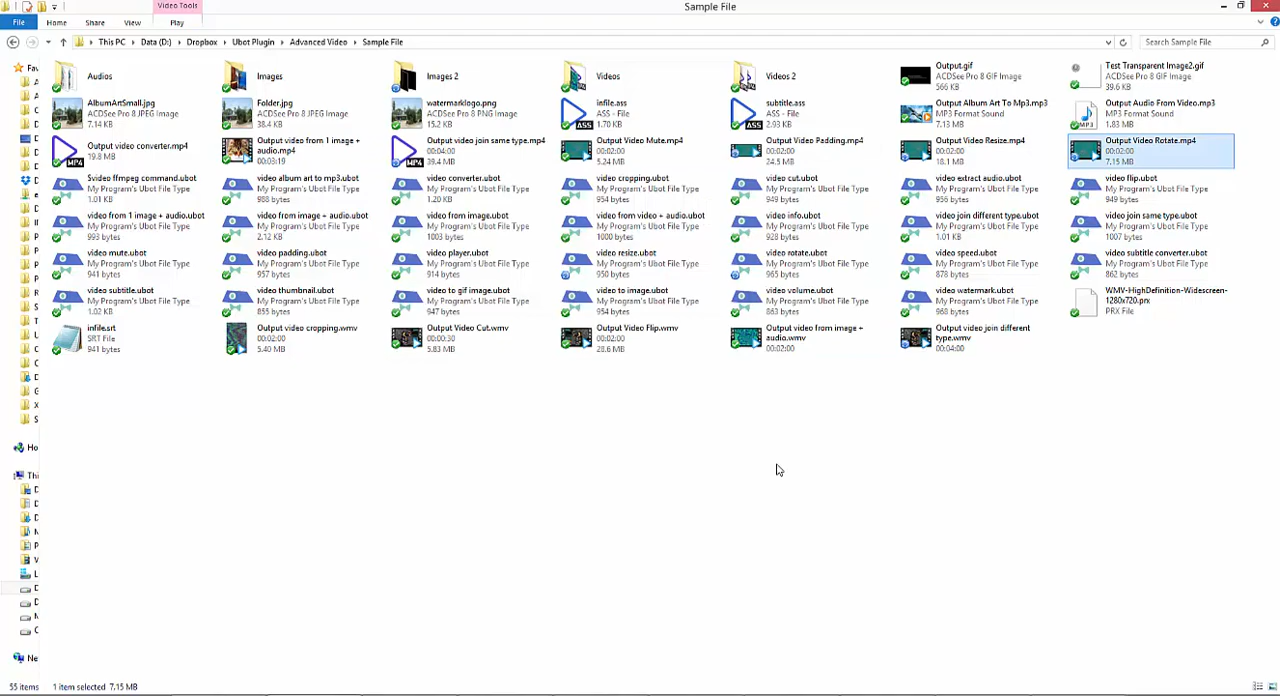 Video Tools
Sample File
File
Home
Share
View
Play
This PC
Data (D:)
Dropbox
Ubot Plugin
Advanced Video
Sample File
Search Sample File
Fav
Audios
Images
Images 2
Videos
Videos 2
Output.gif
ACDSee Pro 8 GIF Image
566 KB
Test Transparent Image2.gif
ACDSee Pro 8 GIF Image
39.6 KB
AlbumArtSmall.jpg
ACDSee Pro 8 JPEG Image
7.14 KB
Folder.jpg
ACDSee Pro 8 JPEG Image
38.4 KB
watermarklogo.png
ACDSee Pro 8 PNG Image
15.2 KB
infile.ass
ASS - File
1.70 KB
subtitle.ass
ASS - File
2.93 KB
Output Album Art To Mp3.mp3
MP3 Format Sound
7.13 MB
Output Audio From Video.mp3
MP3 Format Sound
1.83 MB
Output video converter.mp4
19.8 MB
Output video from 1 image +
audio.mp4
00:03:19
Output video join same type.mp4
00:04:00
39.4 MB
Output Video Mute.mp4
00:02:00
5.24 MB
Output Video Padding.mp4
00:02:00
24.5 MB
Output Video Resize.mp4
00:02:00
18.1 MB
Output Video Rotate.mp4
00:02:00
7.15 MB
Svideo ffmpeg command.ubot
My Program's Ubot File Type
1.01 KB
video album art to mp3.ubot
My Program's Ubot File Type
988 bytes
video converter.ubot
My Program's Ubot File Type
1.20 KB
video cropping.ubot
My Program's Ubot File Type
954 bytes
video cut.ubot
My Program's Ubot File Type
949 bytes
video extract audio.ubot
My Program's Ubot File Type
956 bytes
video flip.ubot
My Program's Ubot File Type
949 bytes
video from 1 image + audio.ubot
My Program's Ubot File Type
993 bytes
video from image + audio.ubot
My Program's Ubot File Type
2.12 KB
video from image.ubot
My Program's Ubot File Type
1003 bytes
video from video + audio.ubot
My Program's Ubot File Type
1000 bytes
video info.ubot
My Program's Ubot File Type
928 bytes
video join different type.ubot
My Program's Ubot File Type
1.01 KB
video join same type.ubot
My Program's Ubot File Type
1007 bytes
video mute.ubot
My Program's Ubot File Type
941 bytes
video padding.ubot
My Program's Ubot File Type
957 bytes
video player.ubot
My Program's Ubot File Type
914 bytes
video resize.ubot
My Program's Ubot File Type
950 bytes
video rotate.ubot
My Program's Ubot File Type
965 bytes
video speed.ubot
My Program's Ubot File Type
878 bytes
video subtitle converter.ubot
My Program's Ubot File Type
862 bytes
video subtitle.ubot
My Program's Ubot File Type
1.02 KB
video thumbnail.ubot
My Program's Ubot File Type
855 bytes
video to gif image.ubot
My Program's Ubot File Type
947 bytes
video to image.ubot
My Program's Ubot File Type
854 bytes
video volume.ubot
My Program's Ubot File Type
863 bytes
video watermark.ubot
My Program's Ubot File Type
968 bytes
WMV-HighDefinition-Widescreen-
1280x720.prx
PRX File
infile.srt
SRT File
941 bytes
Output video cropping.wmv
00:02:00
5.40 MB
Output Video Cut.wmv
00:00:30
5.83 MB
Output Video Flip.wmv
00:02:00
28.6 MB
Output video from image +
audio.wmv
00:02:00
Output video join different
type.wmv
00:04:00
Ho
Thi
Ne
55 items
1 item selected 7.15 MB